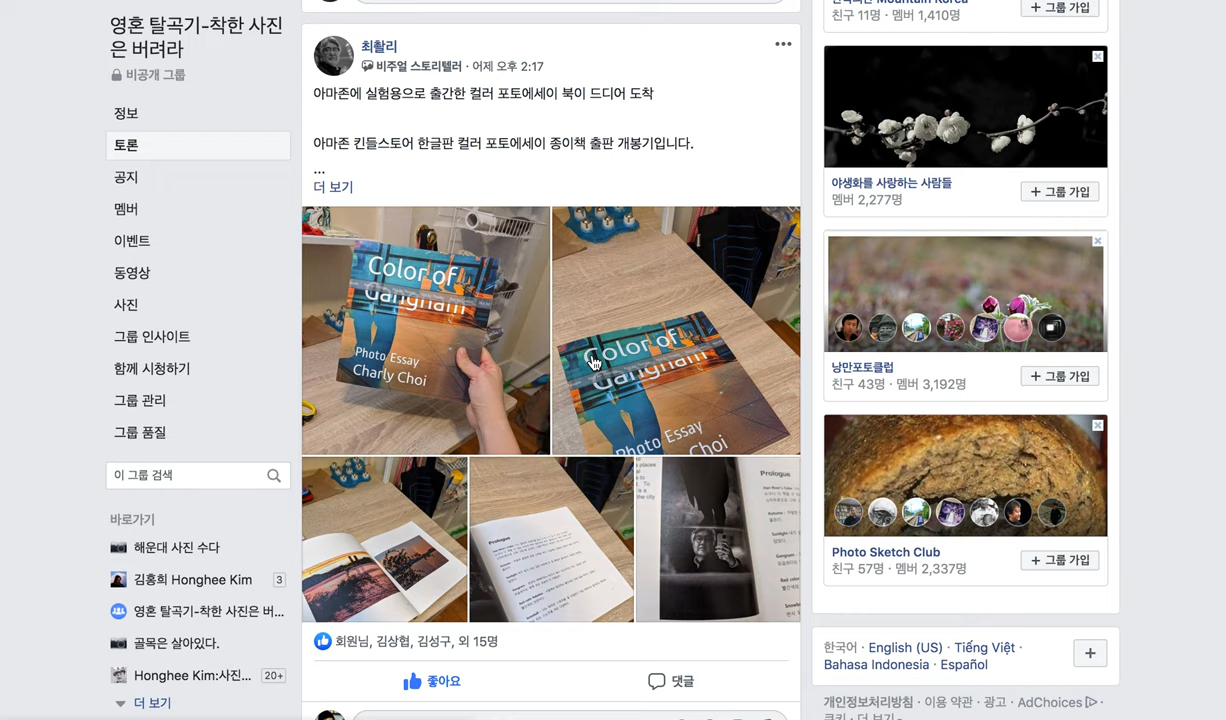 영혼 탈곡기-착한 사진
은 버려라
비공개 그룹
정보
토론
공지
멤버
이벤트
동영상
사진
그룹 인사이트
함께 시청하기
그룹 관리
그룹 품질
이 그룹 검색
바로가기
해운대 사진 수다
김홍희 Honghee Kim 3
영혼 탈곡기-착한 사진은 버...
골목은 살아있다.
Honghee Kim:사진... 20+
더 보기
최촬리
비주얼 스토리텔러 · 어제 오후 2:17
아마존에 실험용으로 출간한 컬러 포토에세이 북이 드디어 도착
아마존 킨들스토어 한글판 컬러 포토에세이 종이책 출판 개봉기입니다.
...
더 보기
Color of
Gangnam
Photo Essay
Charly Choi
Color of
Gangnam
Photo Essay
Choi
Prologue
Prologue
회원님, 김상협, 김성구, 외 15명
좋아요
댓글
친구 11명 · 멤버 1,410명
+ 그룹 가입
야생화를 사랑하는 사람들
멤버 2,277명
+ 그룹 가입
낭만포토클럽
친구 43명 · 멤버 3,192명
+ 그룹 가입
Photo Sketch Club
친구 57명 · 멤버 2,337명
+ 그룹 가입
한국어 · English (US) · Tiếng Việt ·
Bahasa Indonesia · Español
개인정보처리방침 · 이용 약관 · 광고 · AdChoices ·
쿠키 · 더 보기